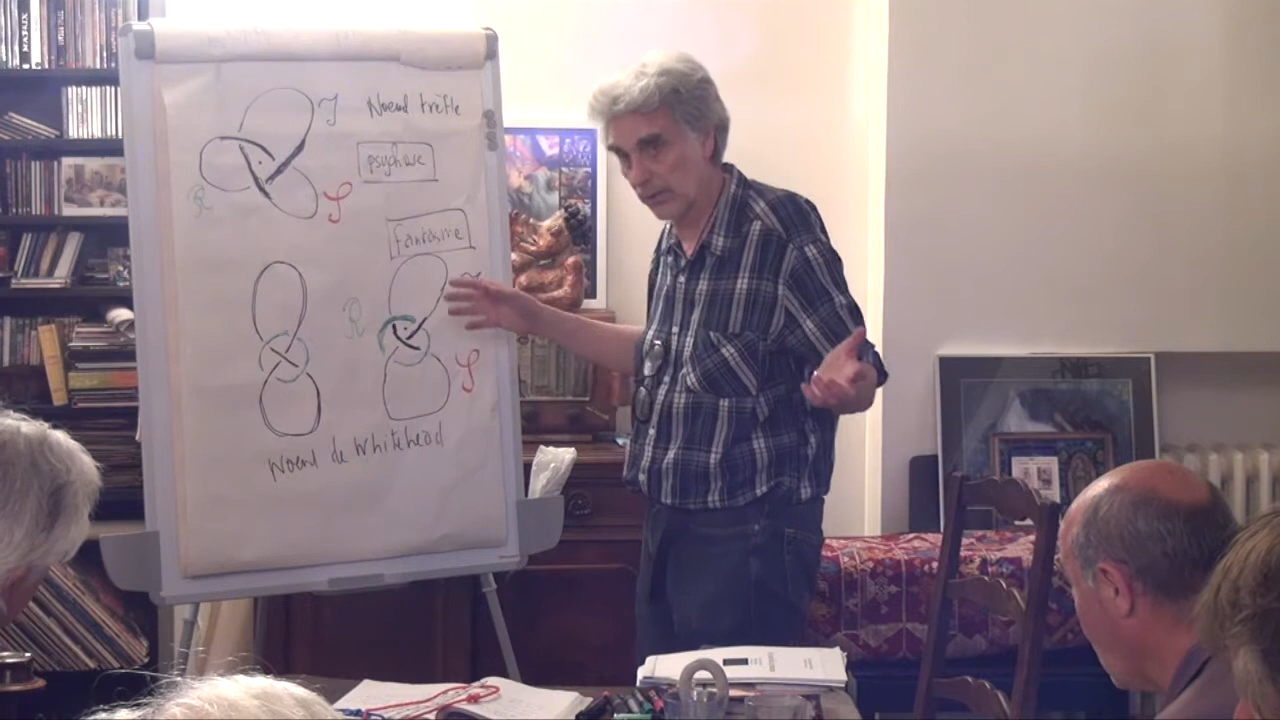 I
Noeud trèfle
psychose
R
S
fantasme
R
S
Noeud de Whitehead